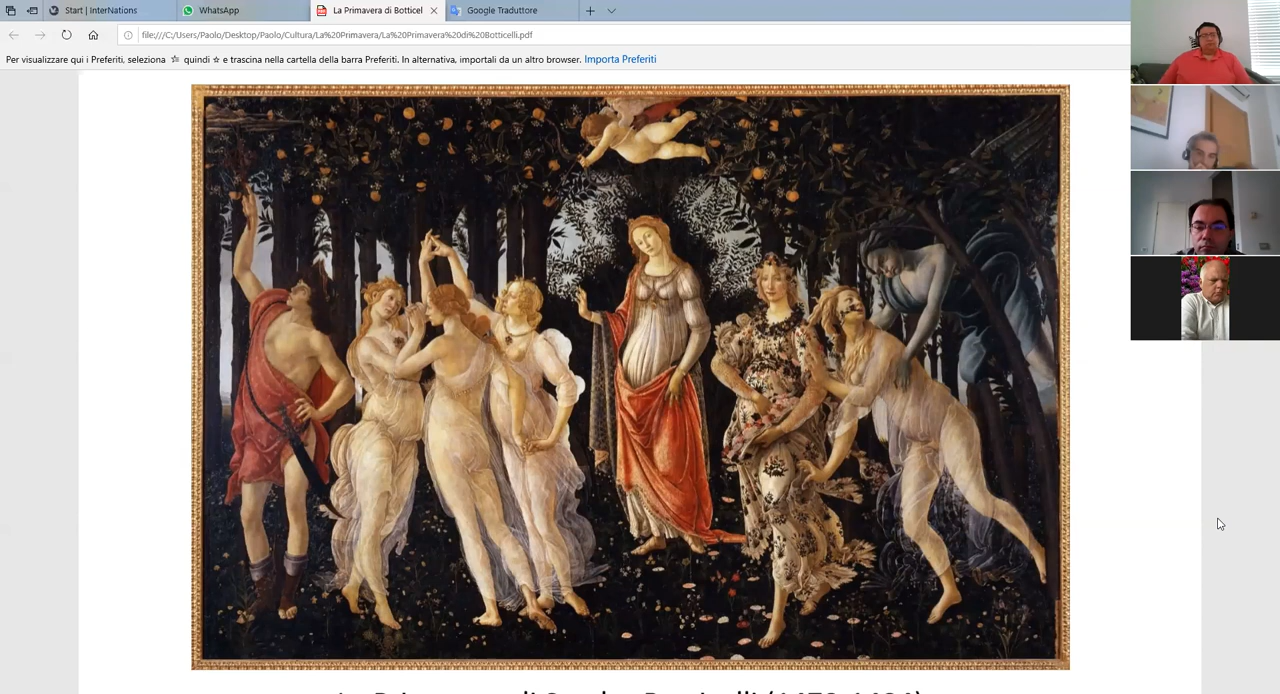 Start | InterNations
WhatsApp
La Primavera di Botticel
Google Traduttore
file:///C:/Users/Paolo/Desktop/Paolo/Cultura/La%20Primavera/La%20Primavera%20di%20Botticelli.pdf
Per visualizzare qui i Preferiti, seleziona quindi e trascina nella cartella della barra Preferiti. In alternativa, importali da un altro browser. Importa Preferiti